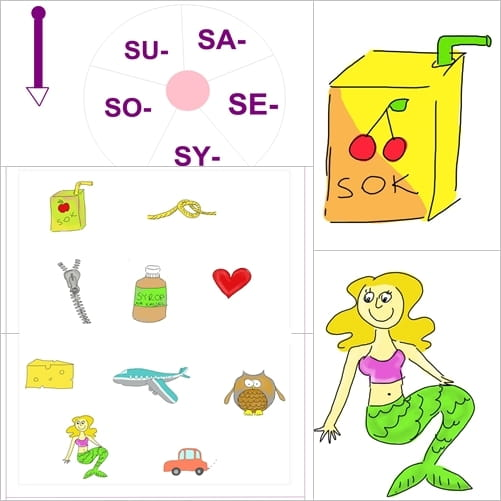 SU- SA-
SO- SE-
SY-
SOK
SOK
SYROP